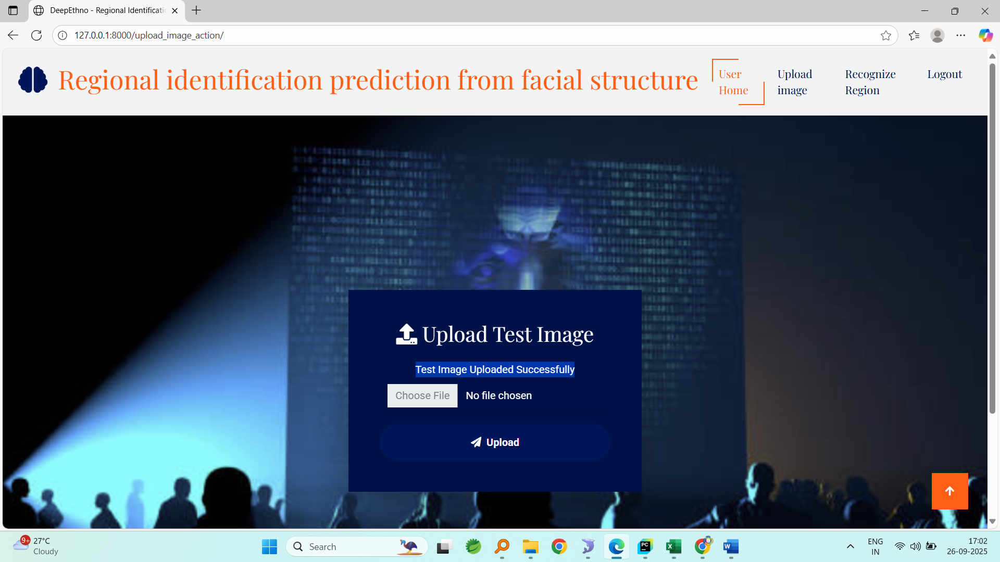 DeepEthno - Regional Identificatic
127.0.0.1:8000/upload_image_action/
Regional identification prediction from facial structure
User Home
Upload image
Recognize Region
Logout
Upload Test Image
Test Image Uploaded Successfully
Choose File No file chosen
Upload
9+
27°C
Cloudy
Search
PC
ENG
IN
17:02
26-09-2025